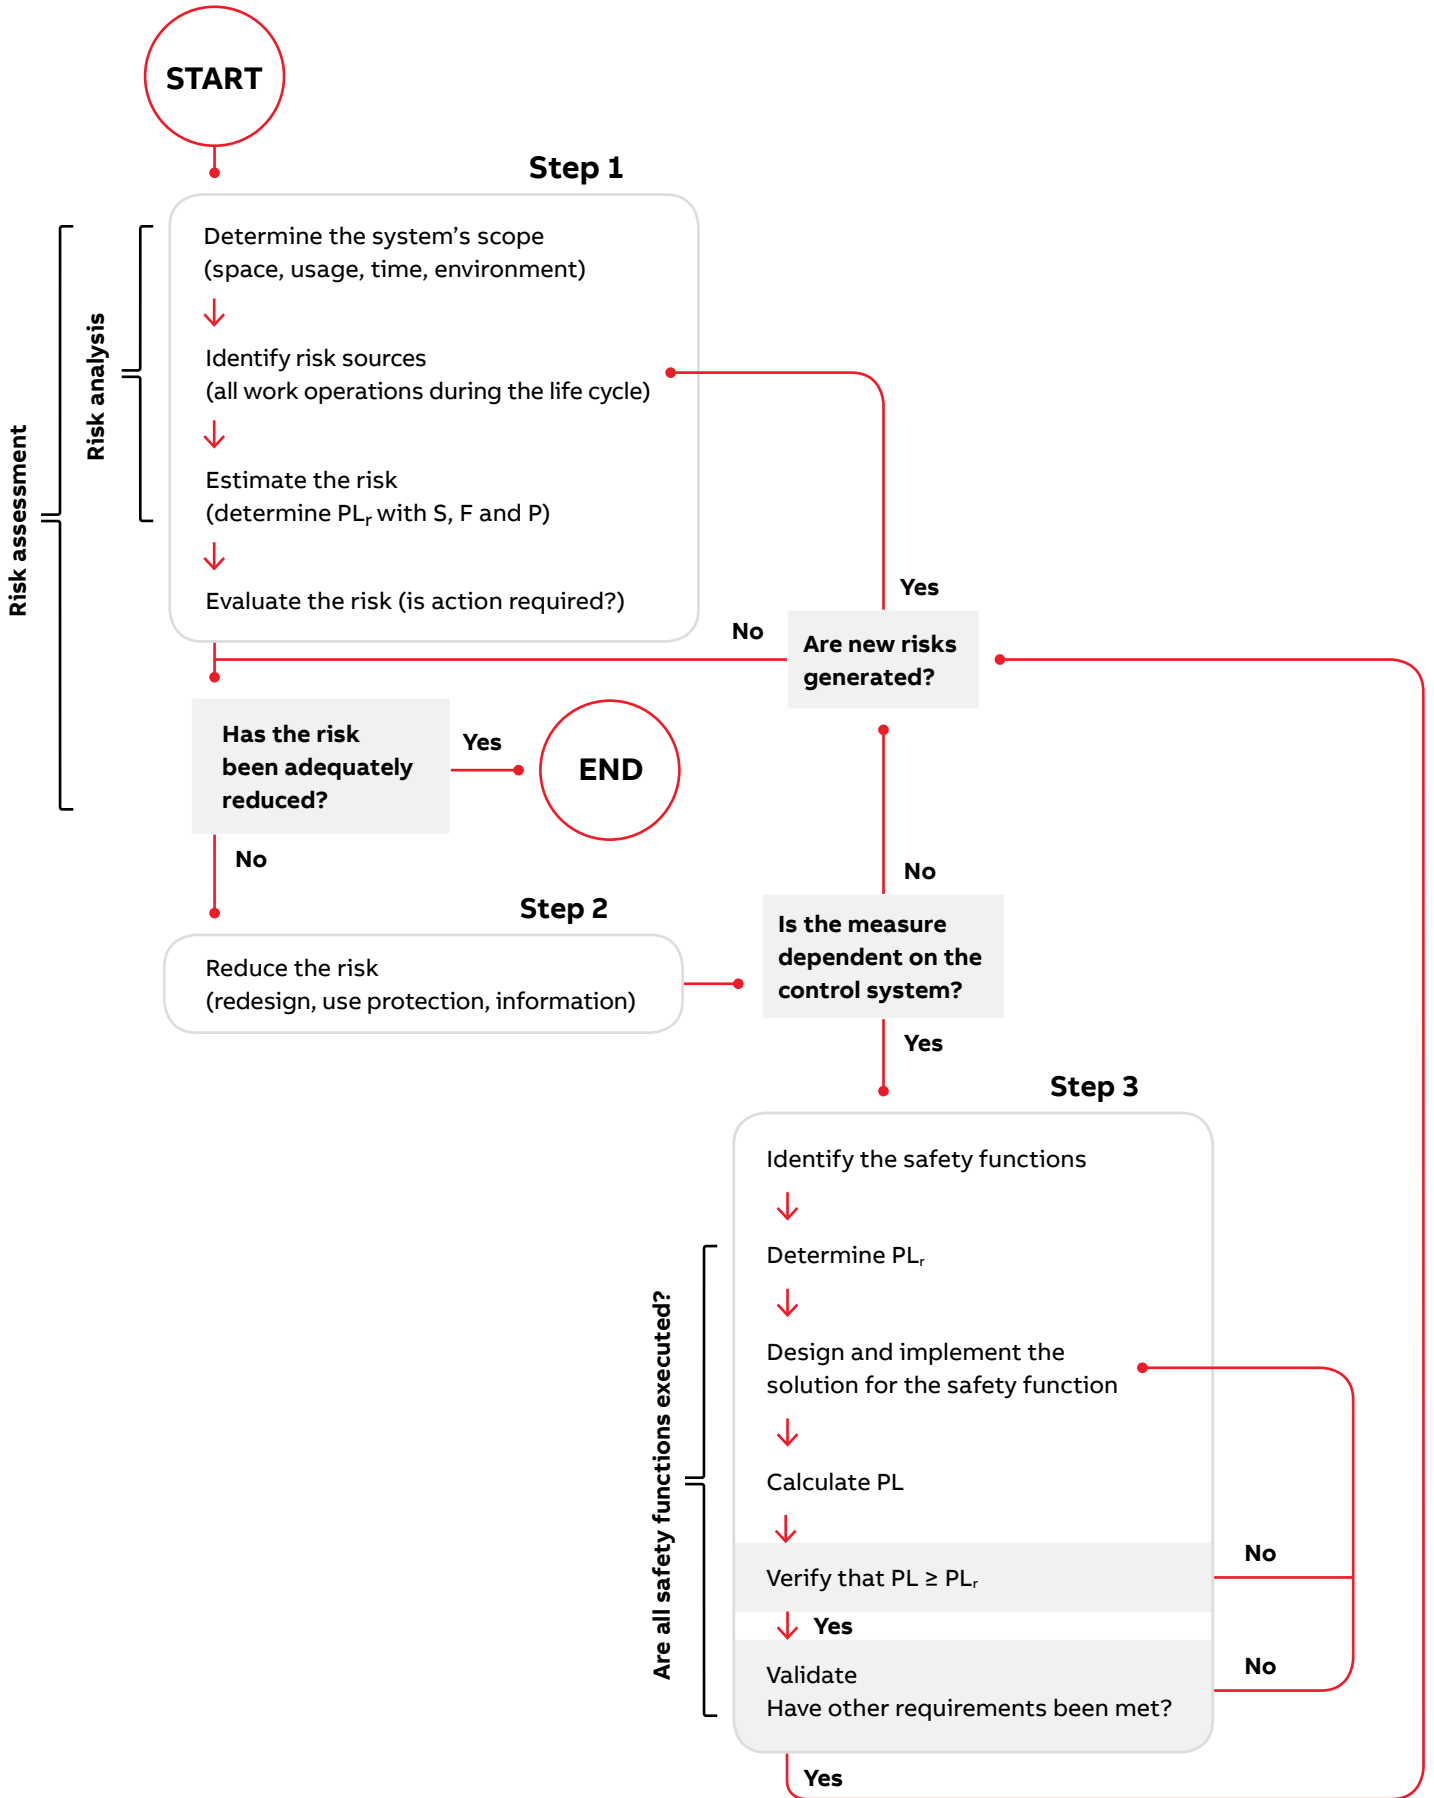 START
Step 1
Determine the system’s scope
(space, usage, time, environment)
Identify risk sources
(all work operations during the life cycle)
Estimate the risk
(determine PLr with S, F and P)
Evaluate the risk (is action required?)
Risk analysis
Risk assessment
Yes
No
Are new risks
generated?
Has the risk
been adequately
reduced?
Yes
END
No
Step 2
Reduce the risk
(redesign, use protection, information)
No
Is the measure
dependent on the
control system?
Yes
Step 3
Identify the safety functions
Determine PLr
Design and implement the
solution for the safety function
Calculate PL
Verify that PL ≥ PLr
No
Yes
Validate
Have other requirements been met?
No
Yes
Are all safety functions executed?